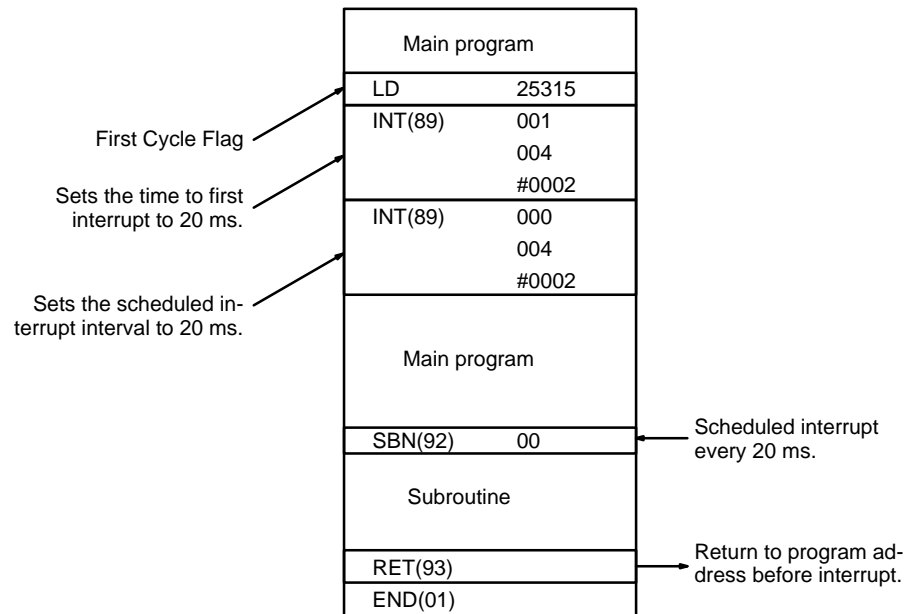 Main program
LD 25315
First Cycle Flag
INT(89) 001
004
#0002
Sets the time to first
interrupt to 20 ms.
INT(89) 000
004
#0002
Sets the scheduled in-
terrupt interval to 20 ms.
Main program
SBN(92) 00
Scheduled interrupt
every 20 ms.
Subroutine
RET(93)
Return to program ad-
dress before interrupt.
END(01)